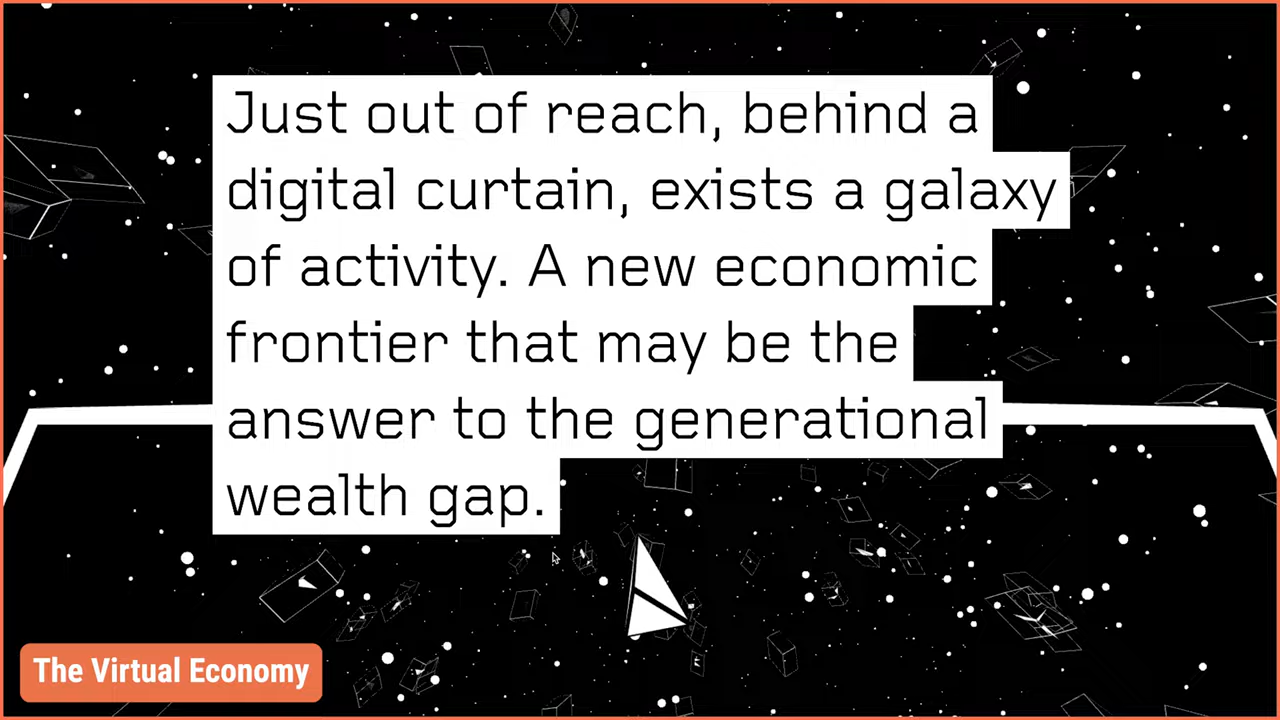 Just out of reach, behind a
digital curtain, exists a galaxy
of activity. A new economic
frontier that may be the
answer to the generational
wealth gap.
The Virtual Economy